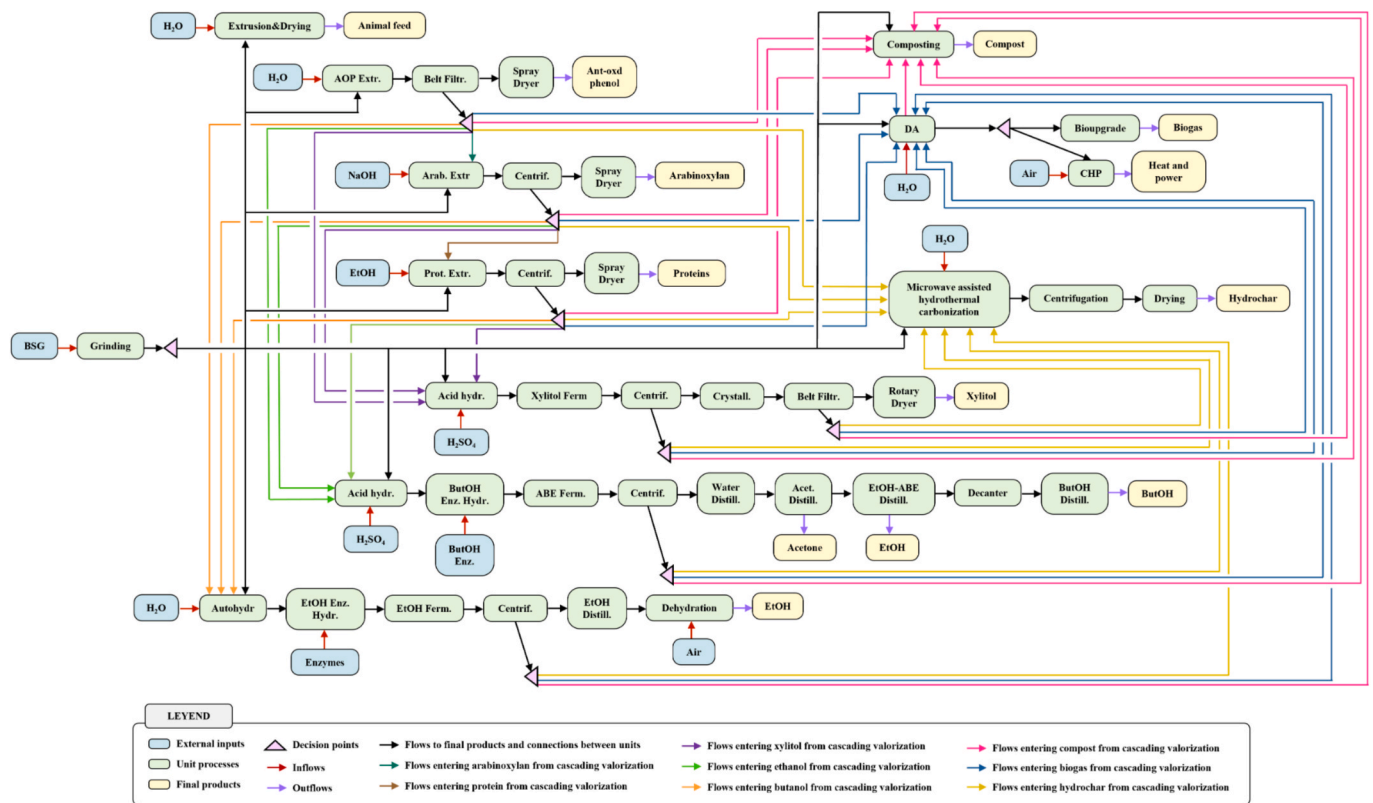 H₂O
Extrusion&Drying
Animal feed
H₂O
AOP Extr.
Belt Filtr.
Spray
Dryer
Ant-oxd
phenol
Composting
Compost
DA
Bioupgrade
Biogas
NaOH
Arab. Extr
Centrif.
Spray
Dryer
Arabinoxylan
H₂O
Air
CHP
Heat and
power
EtOH
Prot. Extr.
Centrif.
Spray
Dryer
Proteins
H₂O
Microwave assisted
hydrothermal
carbonization
Centrifugation
Drying
Hydrochar
BSG
Grinding
Acid hydr.
Xylitol Ferm
Centrif.
Crystall.
Belt Filtr.
Rotary
Dryer
Xylitol
H₂SO₄
Acid hydr.
ButOH
Enz. Hydr.
ABE Ferm.
Centrif.
Water
Distill.
Acet.
Distill.
EtOH-ABE
Distill.
Decanter
ButOH
Distill.
ButOH
H₂SO₄
ButOH
Enz.
Acetone
EtOH
H₂O
Autohydr
EtOH Enz.
Hydr.
EtOH Ferm.
Centrif.
EtOH
Distill.
Dehydration
EtOH
Enzymes
Air
LEYEND
External inputs
Decision points
Flows to final products and connections between units
Flows entering xylitol from cascading valorization
Flows entering compost from cascading valorization
Unit processes
Inflows
Flows entering arabinoxylan from cascading valorization
Flows entering ethanol from cascading valorization
Flows entering biogas from cascading valorization
Final products
Outflows
Flows entering protein from cascading valorization
Flows entering butanol from cascading valorization
Flows entering hydrochar from cascading valorization